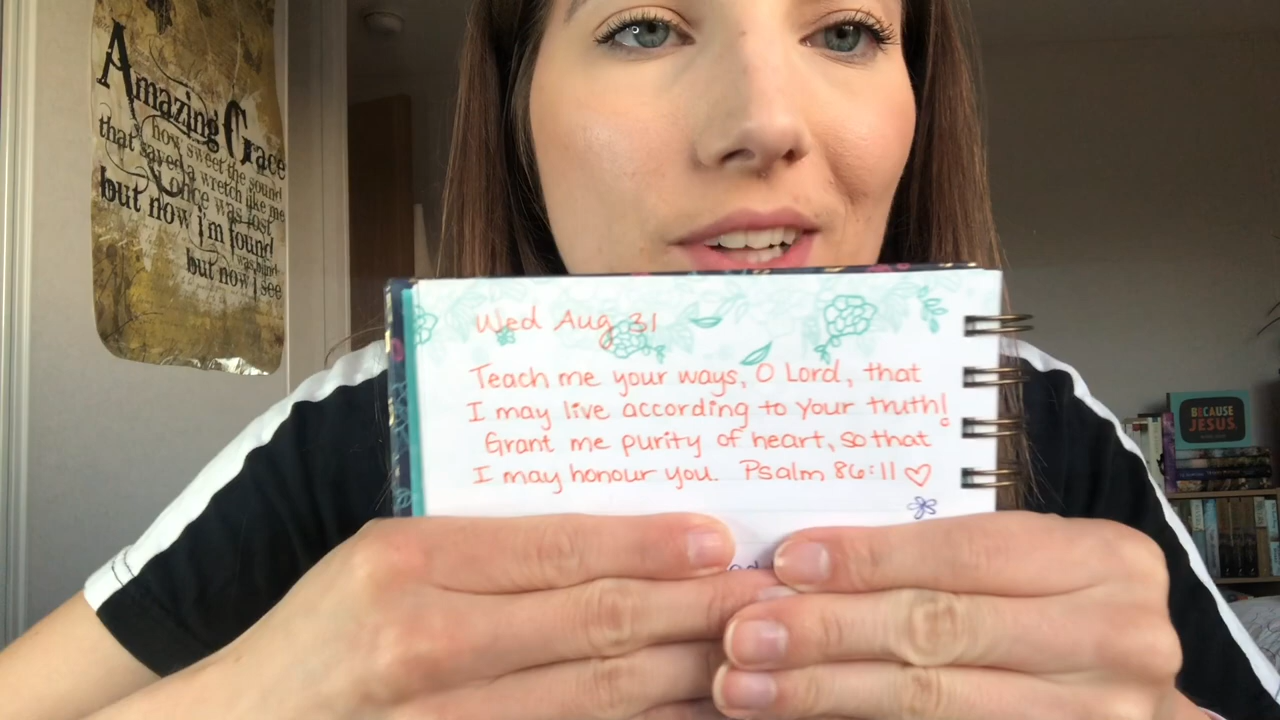 Amazing Grace
how sweet the sound
that saved a wretch like me
I once was lost
but now i'm found
was blind
but now I see
Wed Aug 31
Teach me your ways, O Lord, that
I may live according to your truth!
Grant me purity of heart, so that
I may honour you. Psalm 86:11
BECAUSE
JESUS.